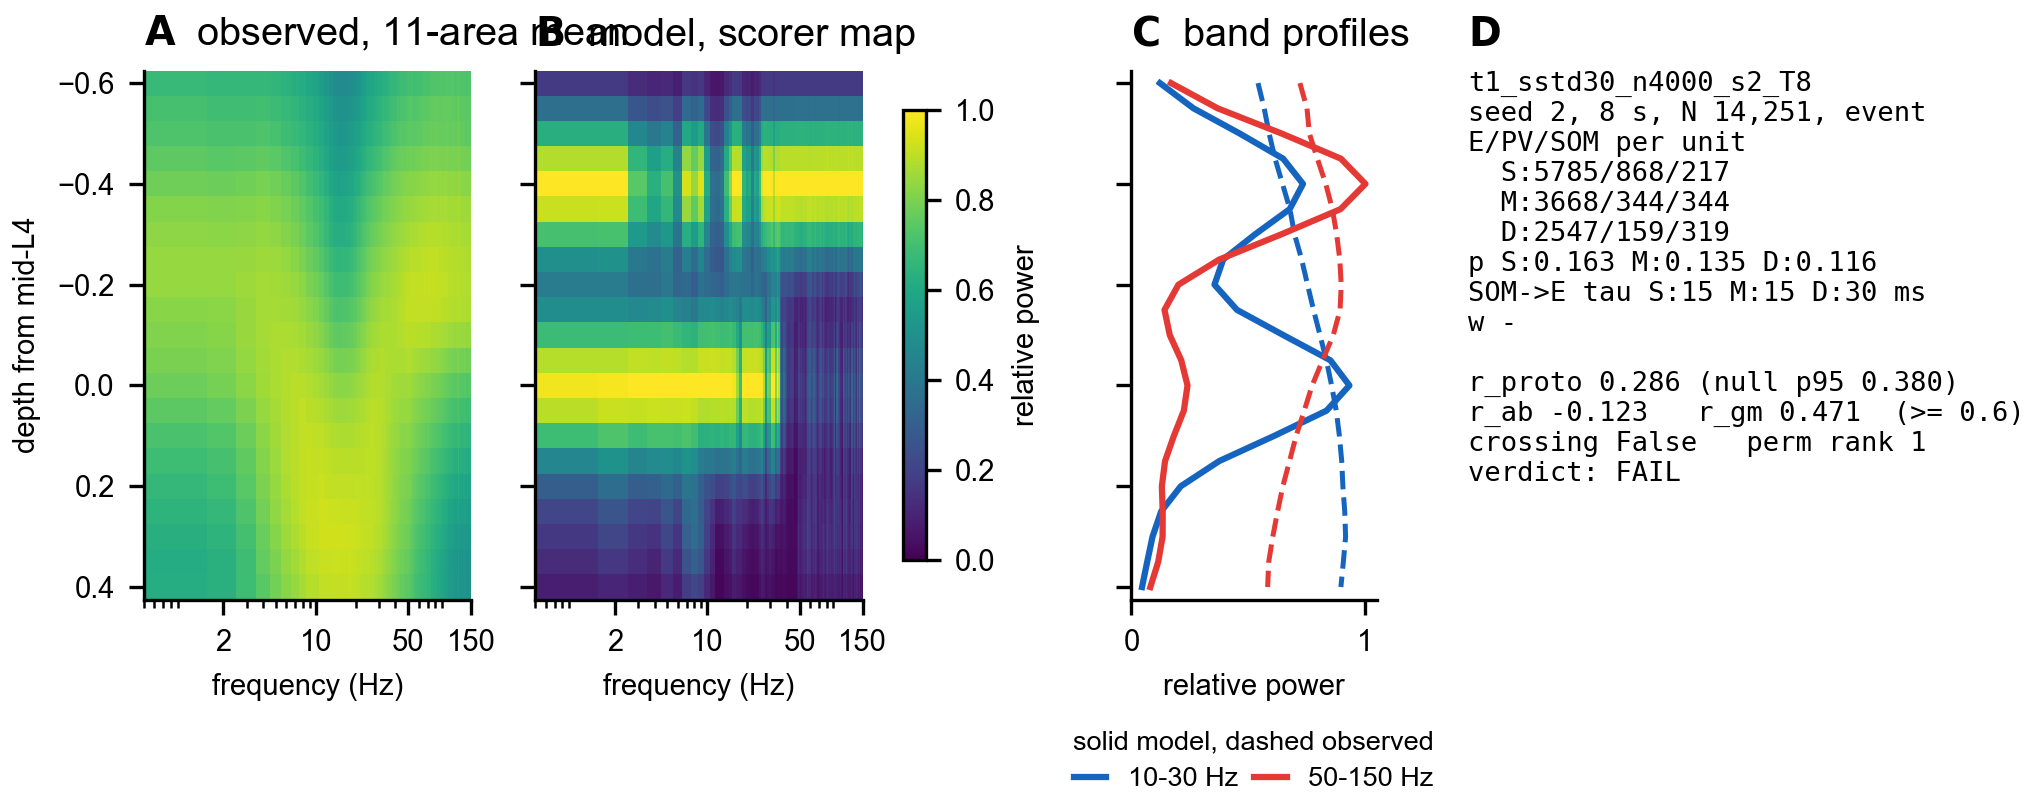 A observed, 11-area mean
B model, scorer map
C band profiles
D
−0.6
−0.4
−0.2
0.0
0.2
0.4
depth from mid-L4
2 10 50 150
frequency (Hz)
2 10 50 150
frequency (Hz)
1.0
0.8
0.6
0.4
0.2
0.0
relative power
0 1
relative power
solid model, dashed observed
10-30 Hz 50-150 Hz
t1_sstd30_n4000_s2_T8
seed 2, 8 s, N 14,251, event
E/PV/SOM per unit
S:5785/868/217
M:3668/344/344
D:2547/159/319
p S:0.163 M:0.135 D:0.116
SOM->E tau S:15 M:15 D:30 ms
w -
r_proto 0.286 (null p95 0.380)
r_ab -0.123 r_gm 0.471 (>= 0.6)
crossing False perm rank 1
verdict: FAIL